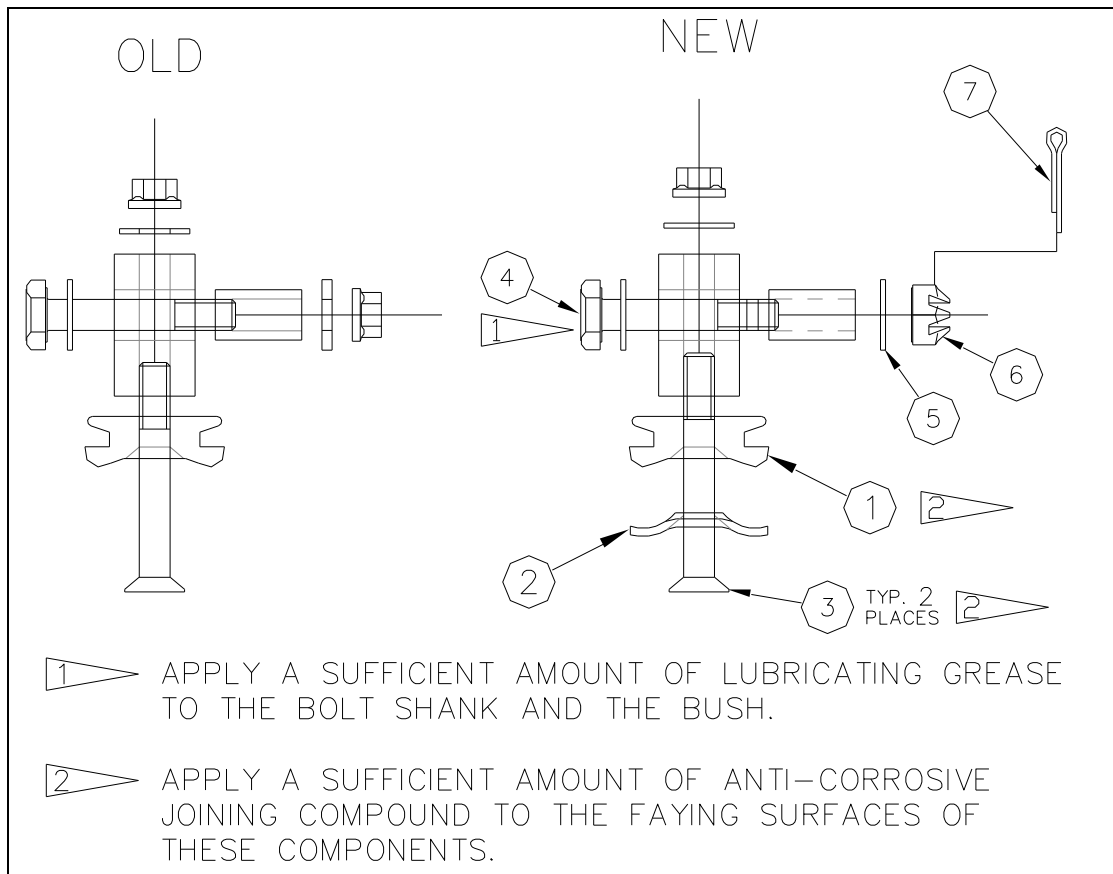 OLD
NEW
7
4
1
6
5
1
2
2
3
TYP. 2
PLACES
2
1
APPLY A SUFFICIENT AMOUNT OF LUBRICATING GREASE
TO THE BOLT SHANK AND THE BUSH.
2
APPLY A SUFFICIENT AMOUNT OF ANTI-CORROSIVE
JOINING COMPOUND TO THE FAYING SURFACES OF
THESE COMPONENTS.